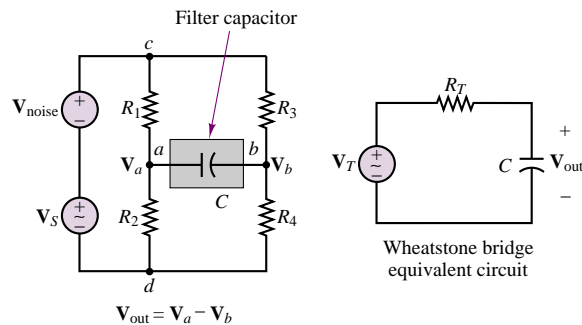 Filter capacitor
c
V_noise
R_1
R_3
R_T
a
b
V_a
V_b
V_T
C
V_out
C
V_S
R_2
R_4
d
Wheatstone bridge
equivalent circuit
V_out = V_a − V_b